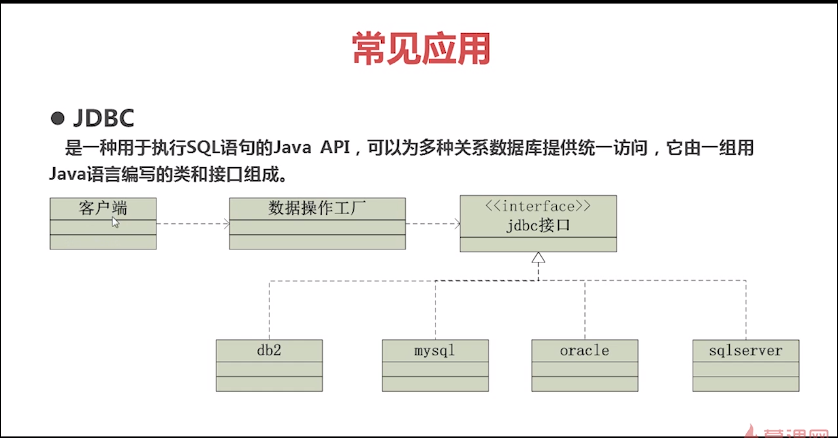 常见应用
● JDBC
是一种用于执行SQL语句的Java API，可以为多种关系数据库提供统一访问，它由一组用
Java语言编写的类和接口组成。
客户端
数据操作工厂
<<interface>>
jdbc接口
db2
mysql
oracle
sqlserver